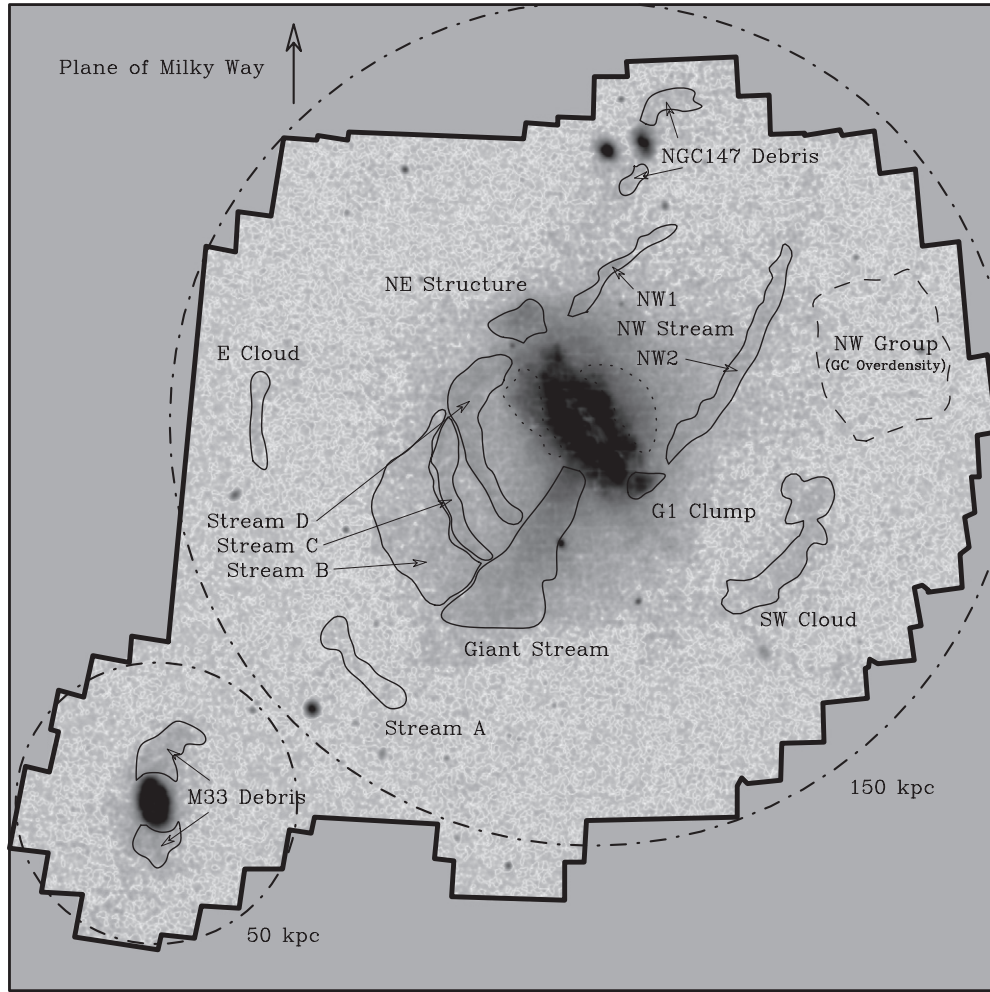 Plane of Milky Way
NGC147 Debris
NE Structure
NW1
NW Stream
NW2
NW Group
(GC Overdensity)
E Cloud
Stream D
Stream C
Stream B
G1 Clump
SW Cloud
Giant Stream
Stream A
M33 Debris
150 kpc
50 kpc